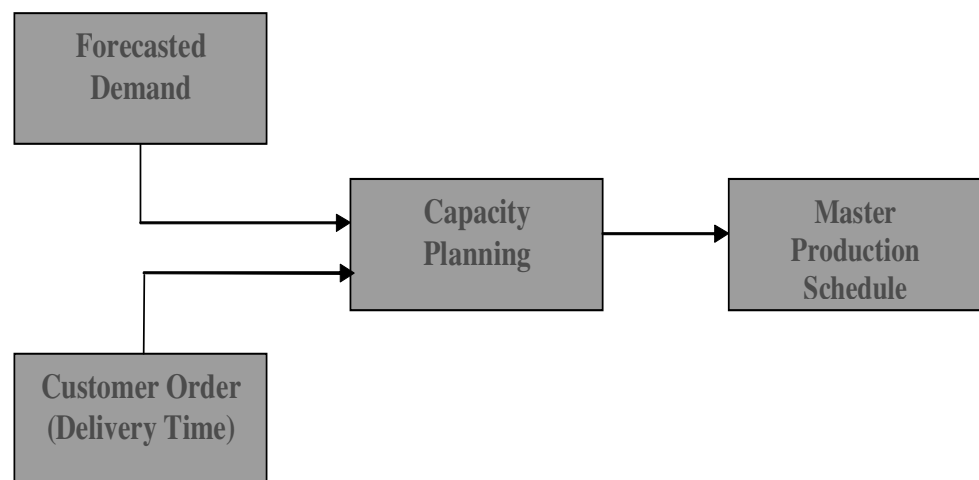 Forecasted
Demand
Capacity
Planning
Master
Production
Schedule
Customer Order
(Delivery Time)